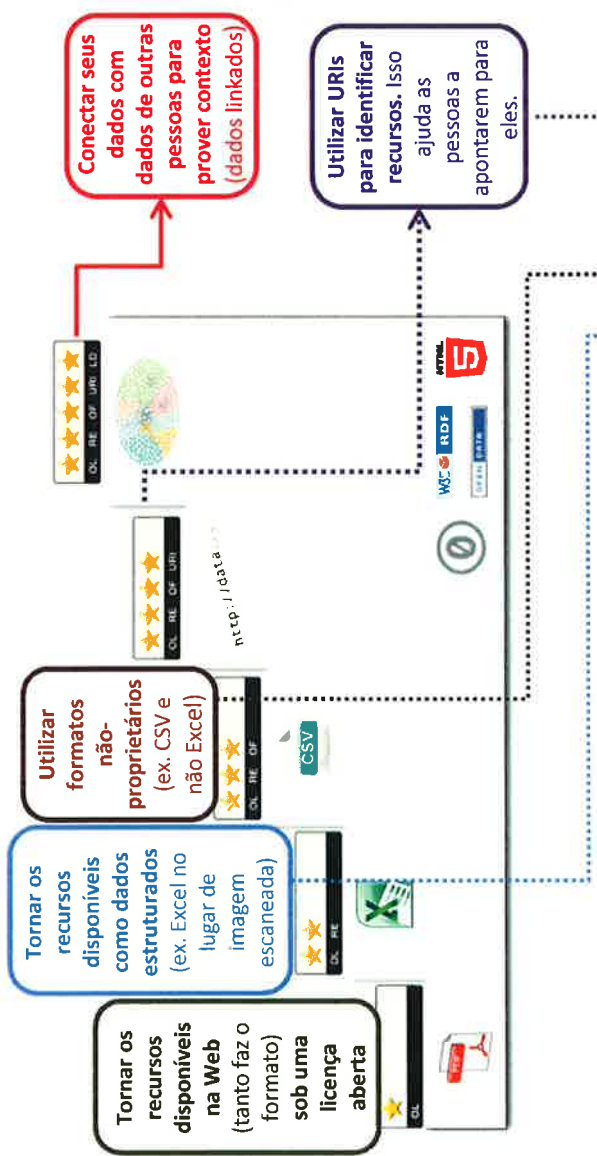 Tornar os
recursos
disponíveis
na Web
(tanto faz o
formato)
sob uma
licença
aberta
OL
PDF
Tornar os
recursos
disponíveis
como dados
estruturados
(ex. Excel no
lugar de
imagem
escaneada)
OL RE
Utilizar
formatos
não-
proprietários
(ex. CSV e
não Excel)
OL RE OF
CSV
OL RE OF URI
http://data...
OL RE OF URI LD
W3C RDF
OPEN DATA
HTML
5
Conectar seus
dados com
dados de outras
pessoas para
prover contexto
(dados linkados)
Utilizar URIs
para identificar
recursos. Isso
ajuda as
pessoas a
apontarem para
eles.